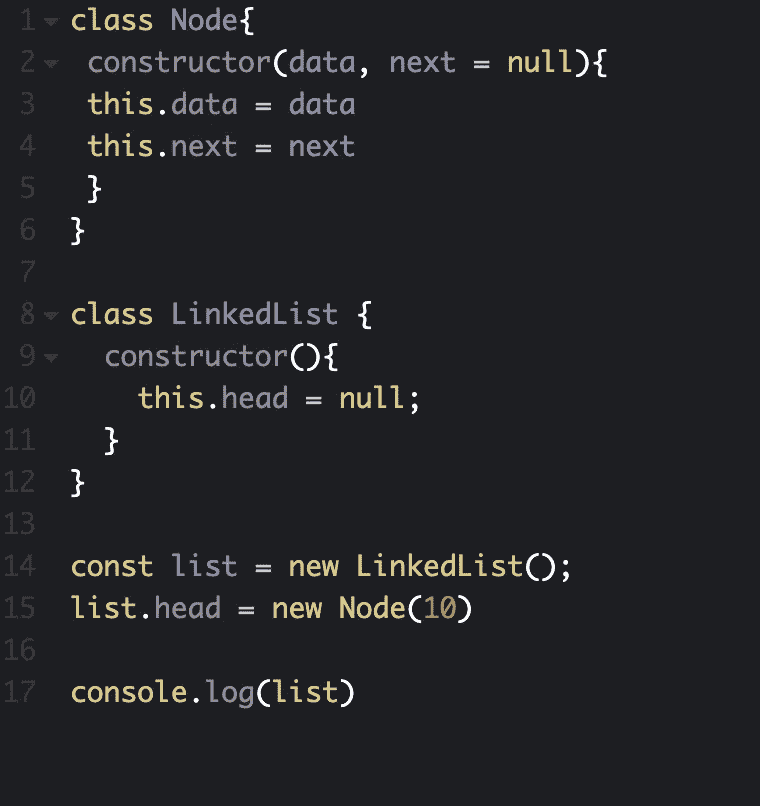 1 class Node{
2  constructor(data, next = null){
3 this.data = data
4 this.next = next
5  }
6 }
7
8 class LinkedList {
9   constructor(){
10     this.head = null;
11   }
12 }
13
14 const list = new LinkedList();
15 list.head = new Node(10)
16
17 console.log(list)